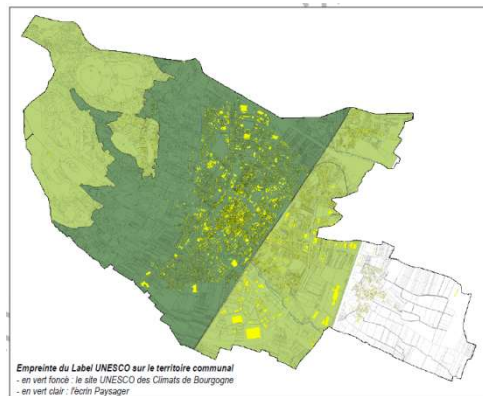 Empreinte du Label UNESCO sur le territoire communal
- en vert foncé : le site UNESCO des Climats de Bourgogne
- en vert clair : l'écrin Paysager